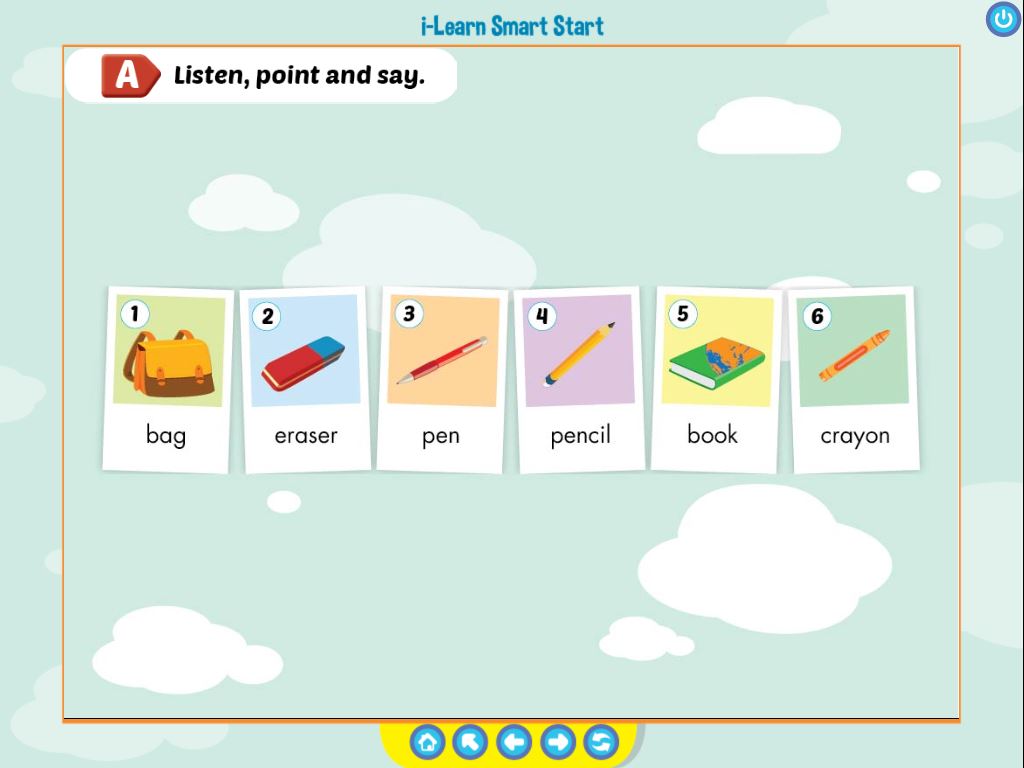 i-Learn Smart Start
A Listen, point and say.
1 2 3 4 5 6
bag eraser pen pencil book crayon